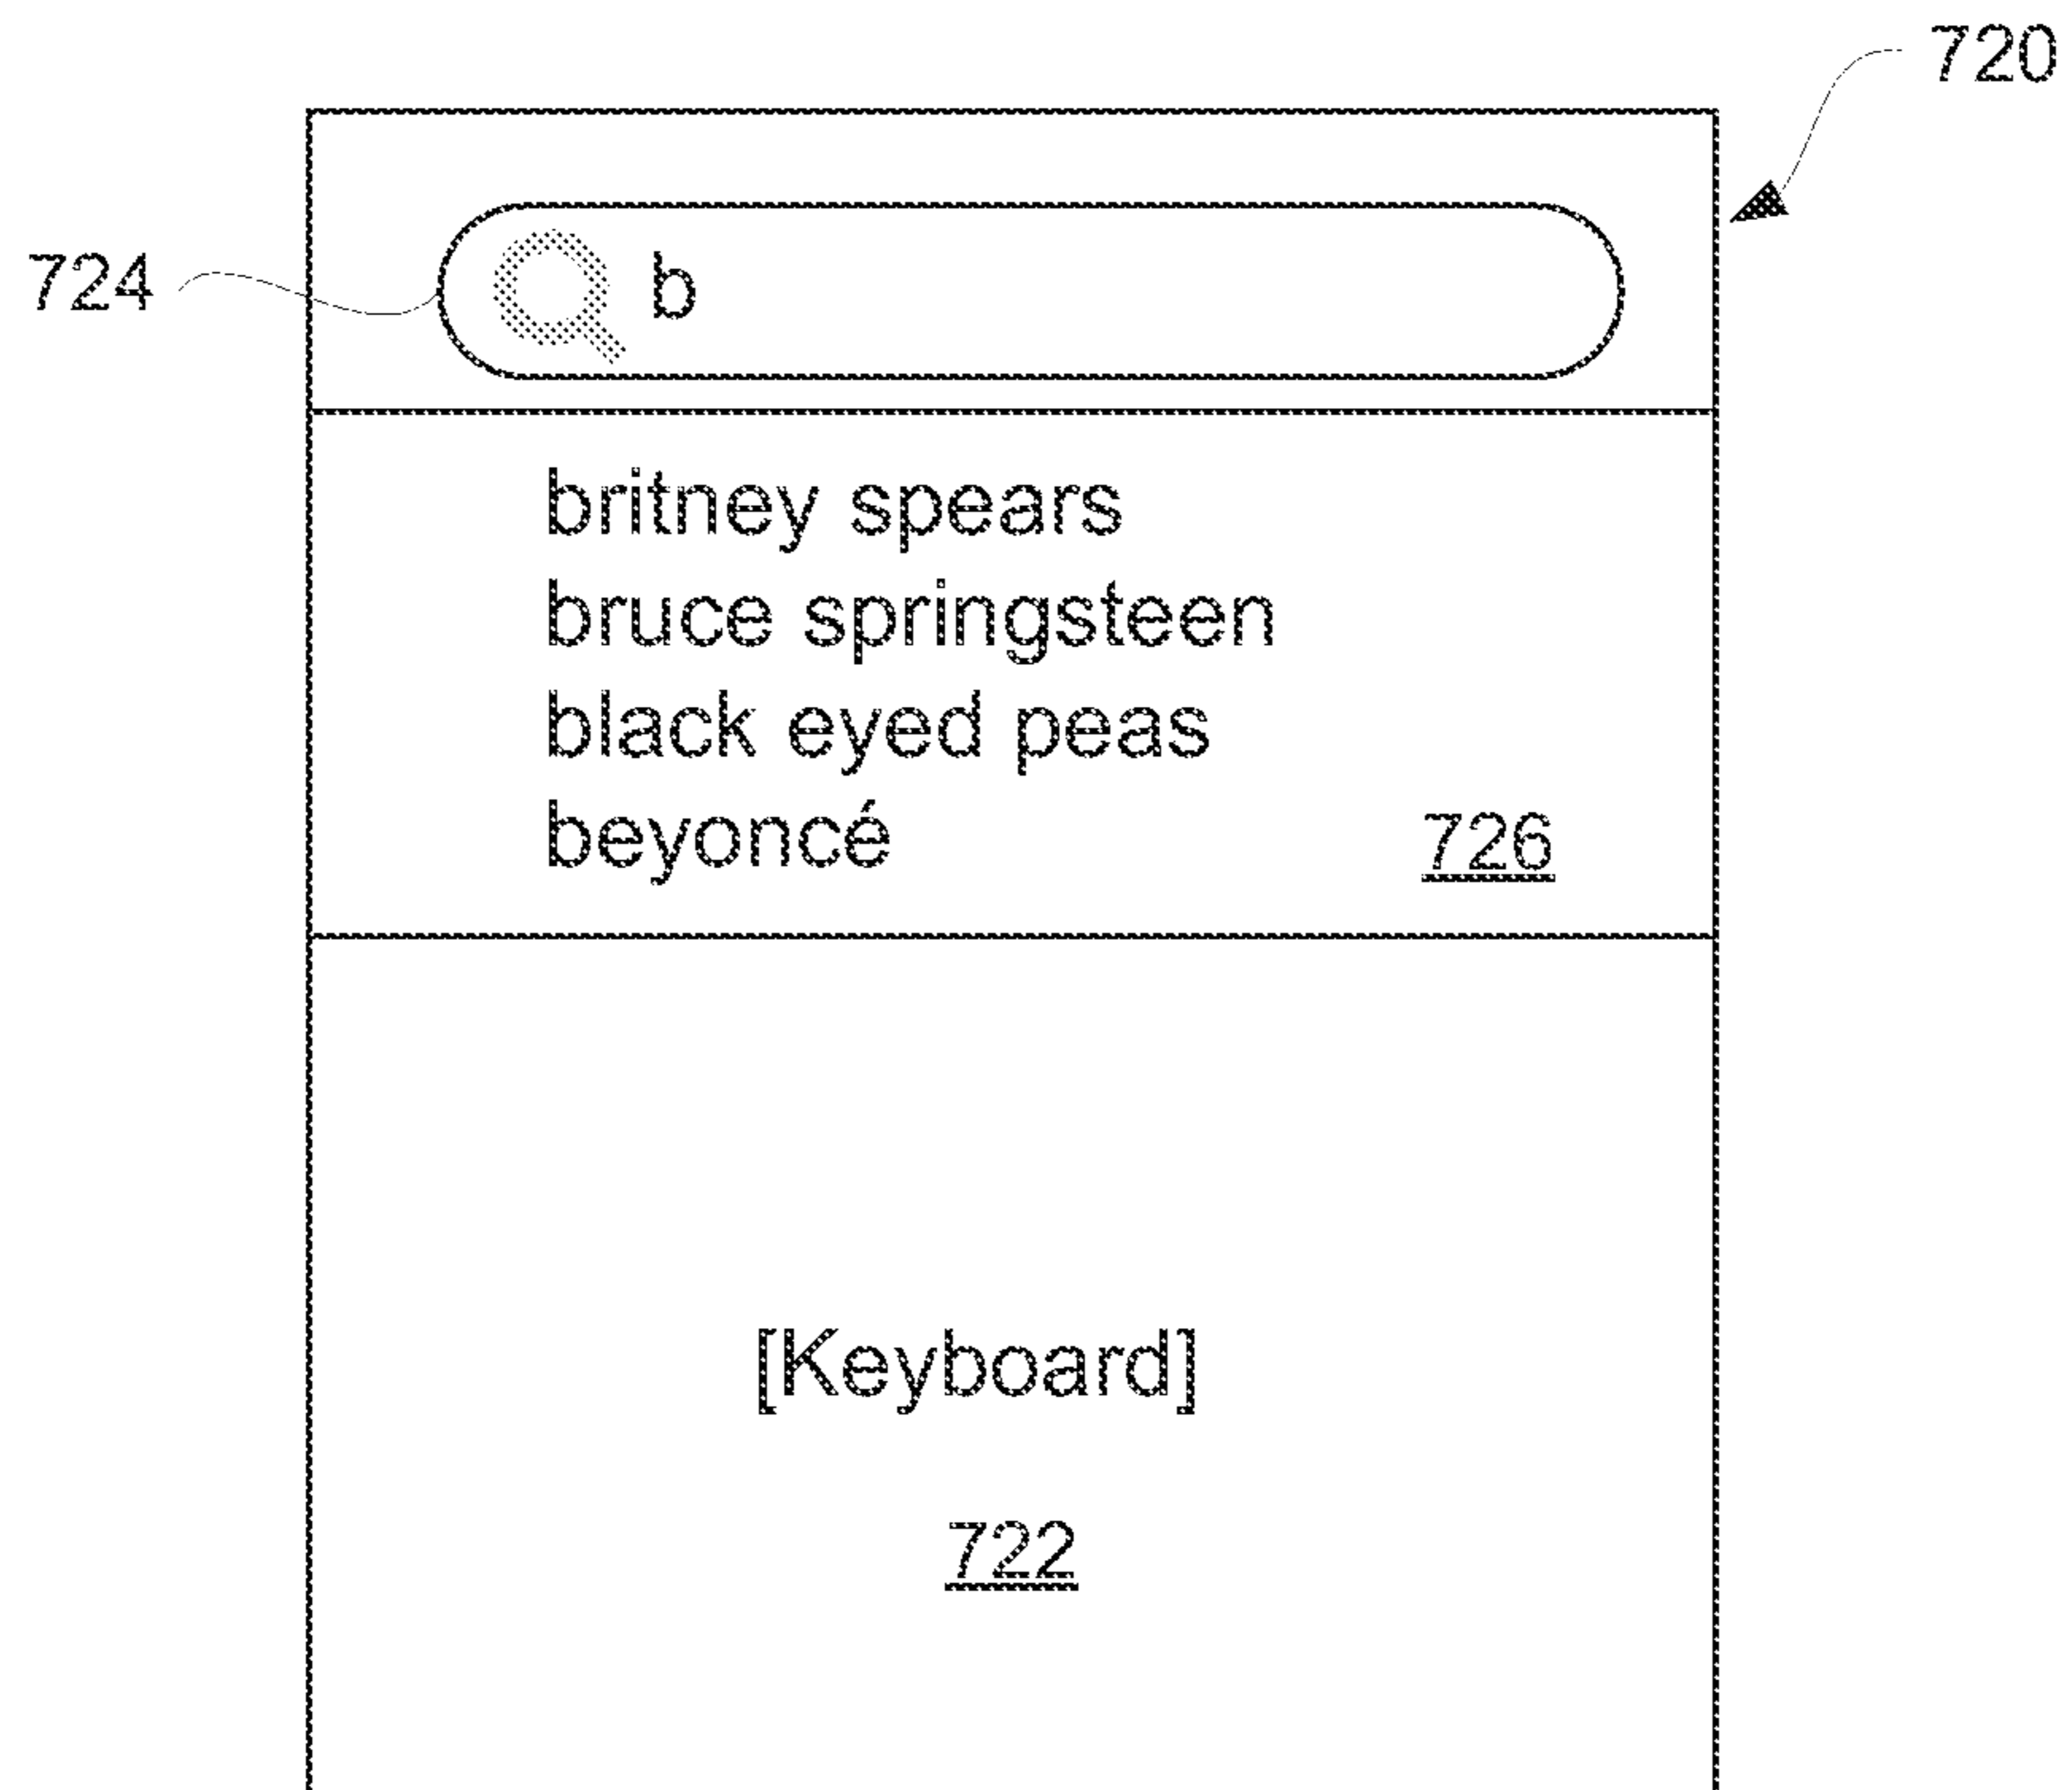 720
724
b
britney spears
bruce springsteen
black eyed peas
beyoncé
726
[Keyboard]
722